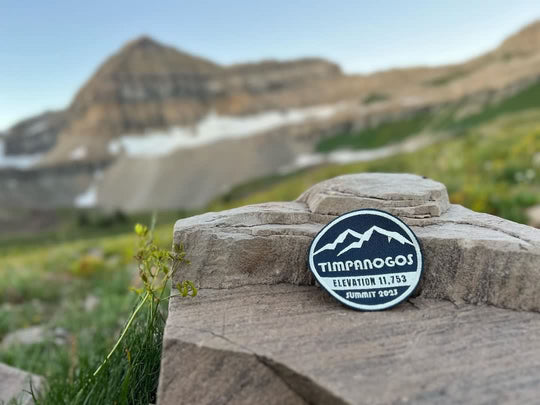 TIMPANOGOS
ELEVATION 11,753
SUMMIT 2023